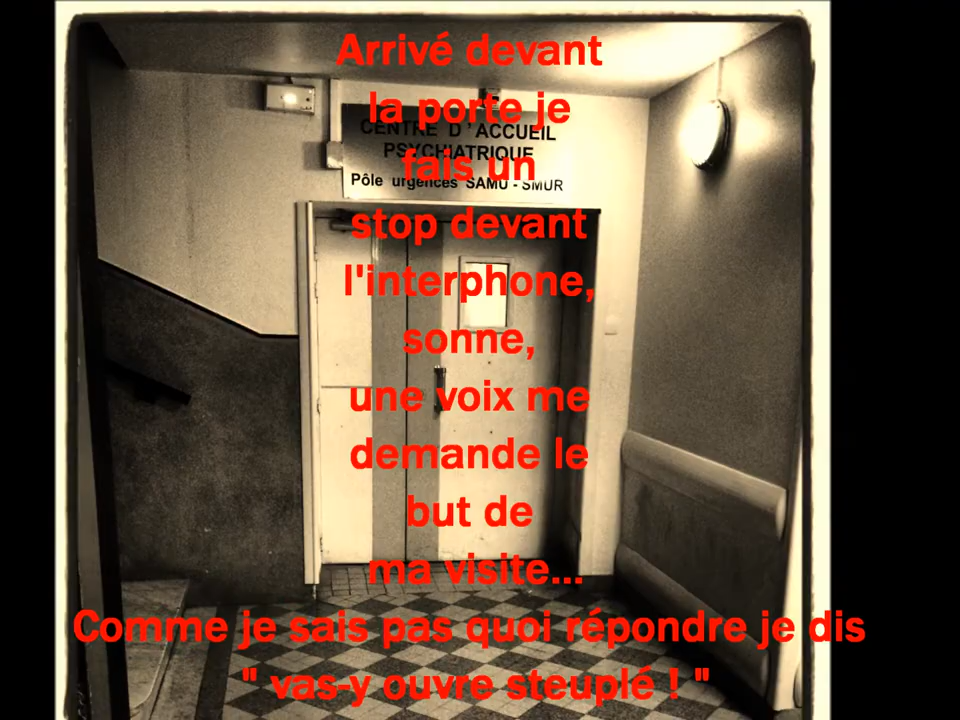 Arrivé devant
la porte je
CENTRE D'ACCUEIL
PSYCHIATRIQUE
fais un
Pôle urgences SAMU - SMUR
stop devant
l'interphone,
sonne,
une voix me
demande le
but de
ma visite...
Comme je sais pas quoi répondre je dis
" vas-y ouvre steuplé ! "